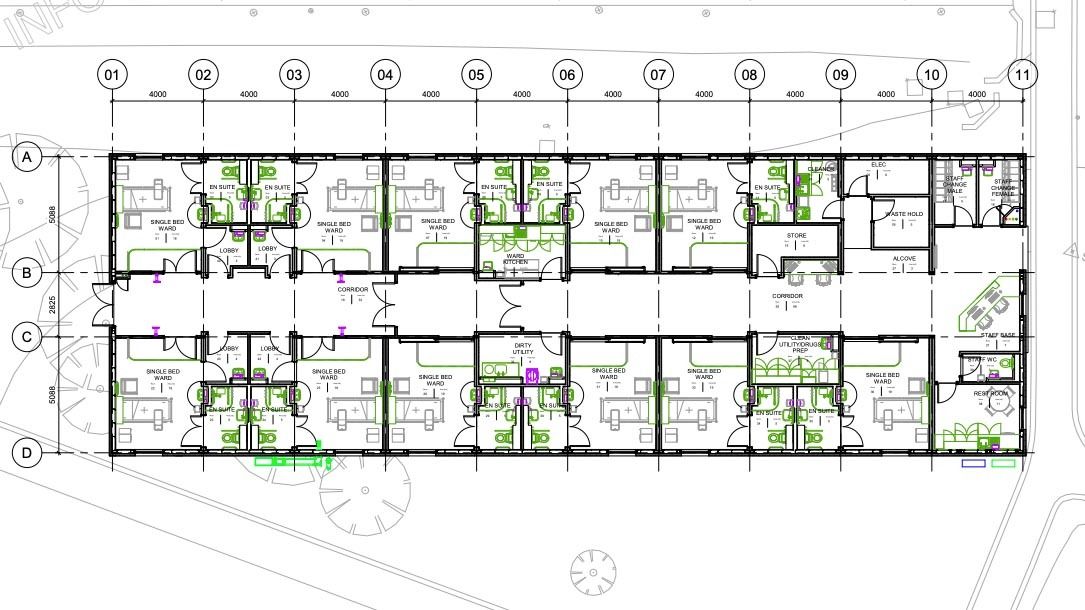 INFO
01 02 03 04 05 06 07 08 09 10 11
4000 4000 4000 4000 4000 4000 4000 4000 4000 4000
A
B
C
D
5088
2825
5088
SINGLE BED
WARD
EN SUITE
EN SUITE
LOBBY
LOBBY
SINGLE BED
WARD
SINGLE BED
WARD
EN SUITE
EN SUITE
WARD
KITCHEN
SINGLE BED
WARD
SINGLE BED
WARD
EN SUITE
CLEANER
STORE
ELEC
WASTE HOLD
ALCOVE
STAFF
CHANGE
MALE
STAFF
CHANGE
FEMALE
CORRIDOR
CORRIDOR
STAFF BASE
SINGLE BED
WARD
LOBBY
LOBBY
EN SUITE
EN SUITE
SINGLE BED
WARD
SINGLE BED
WARD
DIRTY
UTILITY
EN SUITE
EN SUITE
SINGLE BED
WARD
SINGLE BED
WARD
CLEAN
UTILITY/DRUGS
PREP
EN SUITE
EN SUITE
SINGLE BED
WARD
STAFF WC
REST ROOM